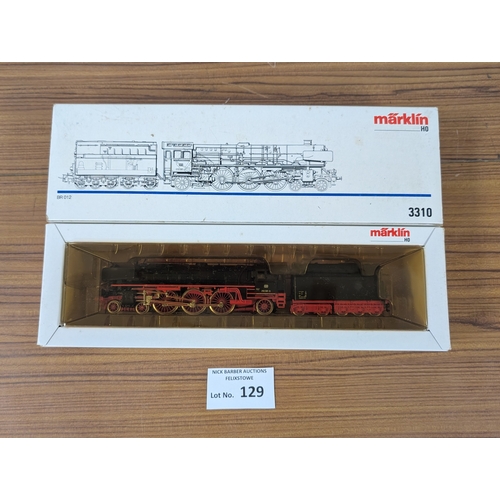 märklin
HO
BR 012
3310
märklin
HO
NICK BARBER AUCTIONS
FELIXSTOWE
Lot No. 129